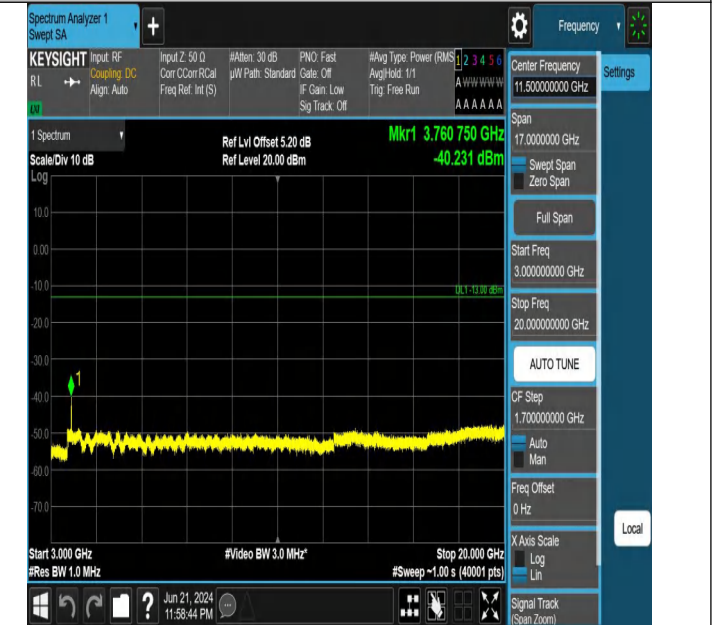 Spectrum Analyzer 1
Swept SA
+
Frequency
KEYSIGHT
RL
Input: RF
Coupling: DC
Align: Auto
Input Z: 50 Ω
Corr CCorr RCal
Freq Ref: Int (S)
#Atten: 30 dB
µW Path: Standard
PNO: Fast
Gate: Off
IF Gain: Low
Sig Track: Off
#Avg Type: Power (RMS
Avg|Hold: 1/1
Trig: Free Run
1 2 3 4 5 6
A W W W W W
A A A A A A
1 Spectrum
Scale/Div 10 dB
Log
Ref Lvl Offset 5.20 dB
Ref Level 20.00 dBm
Mkr1 3.760 750 GHz
-40.231 dBm
10.0
0.00
-10.0
DL1 -13.00 dBm
-20.0
-30.0
1
-40.0
-50.0
-60.0
-70.0
Start 3.000 GHz
#Res BW 1.0 MHz
#Video BW 3.0 MHz*
Stop 20.000 GHz
#Sweep ~1.00 s (40001 pts)
Jun 21, 2024
11:58:44 PM
Center Frequency
11.500000000 GHz
Settings
Span
17.0000000 GHz
Swept Span
Zero Span
Full Span
Start Freq
3.000000000 GHz
Stop Freq
20.000000000 GHz
AUTO TUNE
CF Step
1.700000000 GHz
Auto
Man
Freq Offset
0 Hz
X Axis Scale
Log
Lin
Local
Signal Track
(Span Zoom)